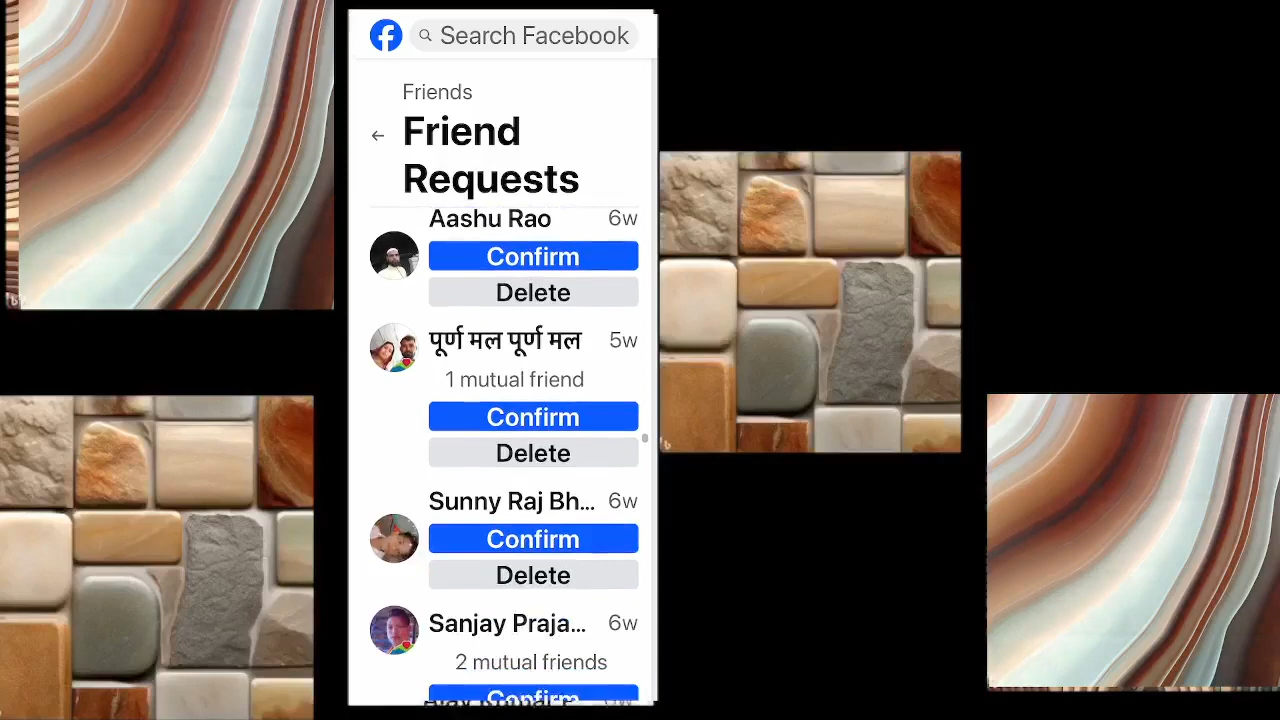 Search Facebook
Friends
Friend
Requests
Aashu Rao 6w
Confirm
Delete
पूर्ण मल पूर्ण मल 5w
1 mutual friend
Confirm
Delete
Sunny Raj Bh... 6w
Confirm
Delete
Sanjay Praja... 6w
2 mutual friends
Confirm